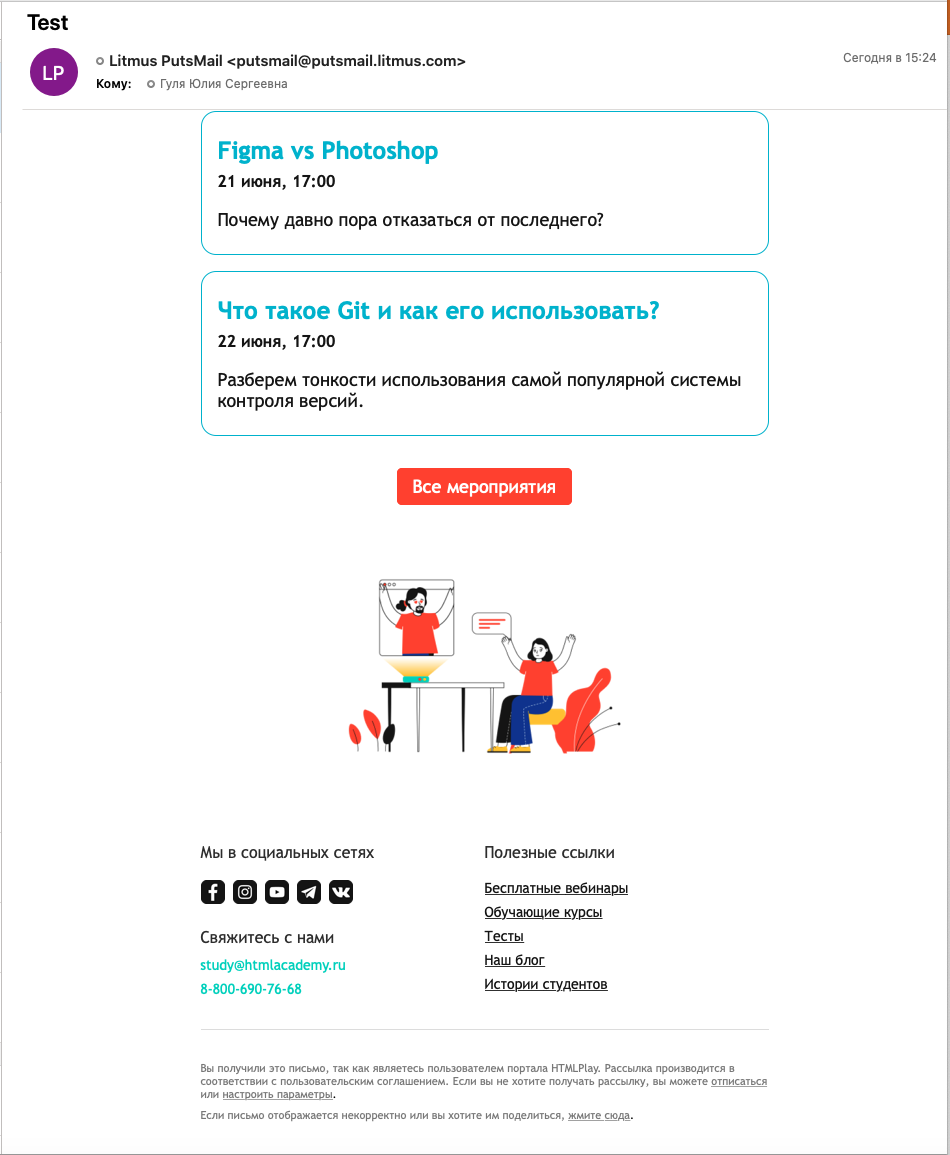 Test
LP
Litmus PutsMail <putsmail@putsmail.litmus.com>
Сегодня в 15:24
Кому: Гуля Юлия Сергеевна
Figma vs Photoshop
21 июня, 17:00
Почему давно пора отказаться от последнего?
Что такое Git и как его использовать?
22 июня, 17:00
Разберем тонкости использования самой популярной системы
контроля версий.
Все мероприятия
Мы в социальных сетях
Свяжитесь с нами
study@htmlacademy.ru
8-800-690-76-68
Полезные ссылки
Бесплатные вебинары
Обучающие курсы
Тесты
Наш блог
Истории студентов
Вы получили это письмо, так как являетесь пользователем портала HTMLPlay. Рассылка производится в
соответствии с пользовательским соглашением. Если вы не хотите получать рассылку, вы можете отписаться
или настроить параметры.
Если письмо отображается некорректно или вы хотите им поделиться, жмите сюда.